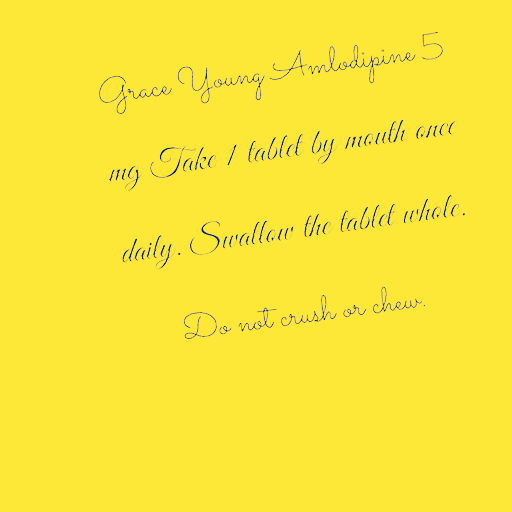 Grace Young Amlodipine 5
mg Take 1 tablet by mouth once
daily. Swallow the tablet whole.
Do not crush or chew.